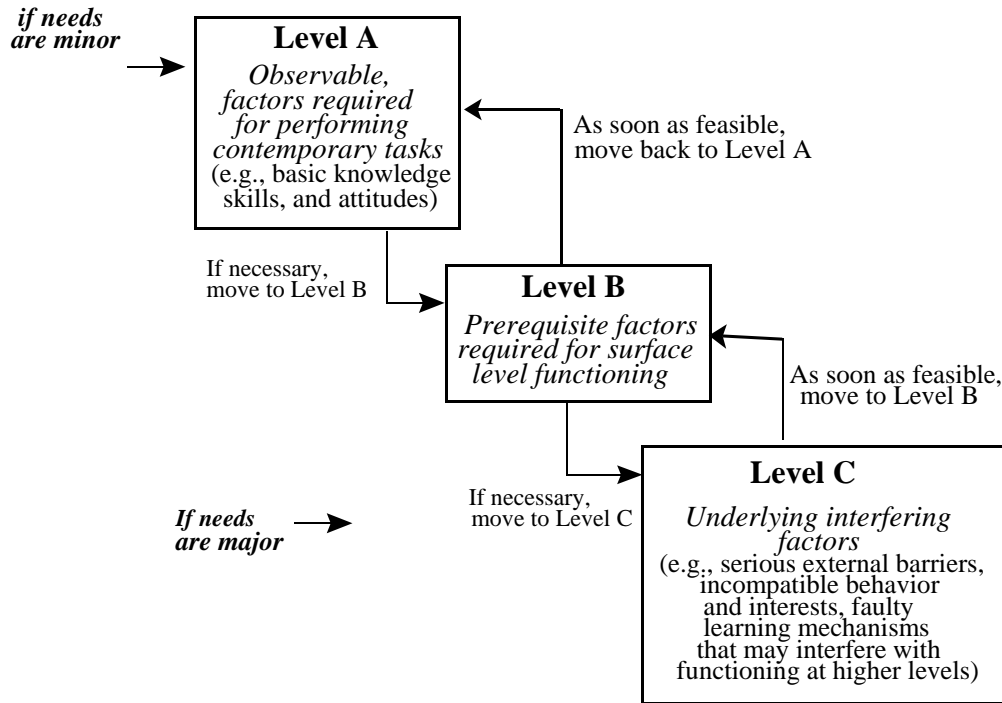 if needs
are minor
Level A
Observable,
factors required
for performing
contemporary tasks
(e.g., basic knowledge
skills, and attitudes)
As soon as feasible,
move back to Level A
If necessary,
move to Level B
Level B
Prerequisite factors
required for surface
level functioning
As soon as feasible,
move to Level B
If necessary,
move to Level C
If needs
are major
Level C
Underlying interfering
factors
(e.g., serious external barriers,
incompatible behavior
and interests, faulty
learning mechanisms
that may interfere with
functioning at higher levels)